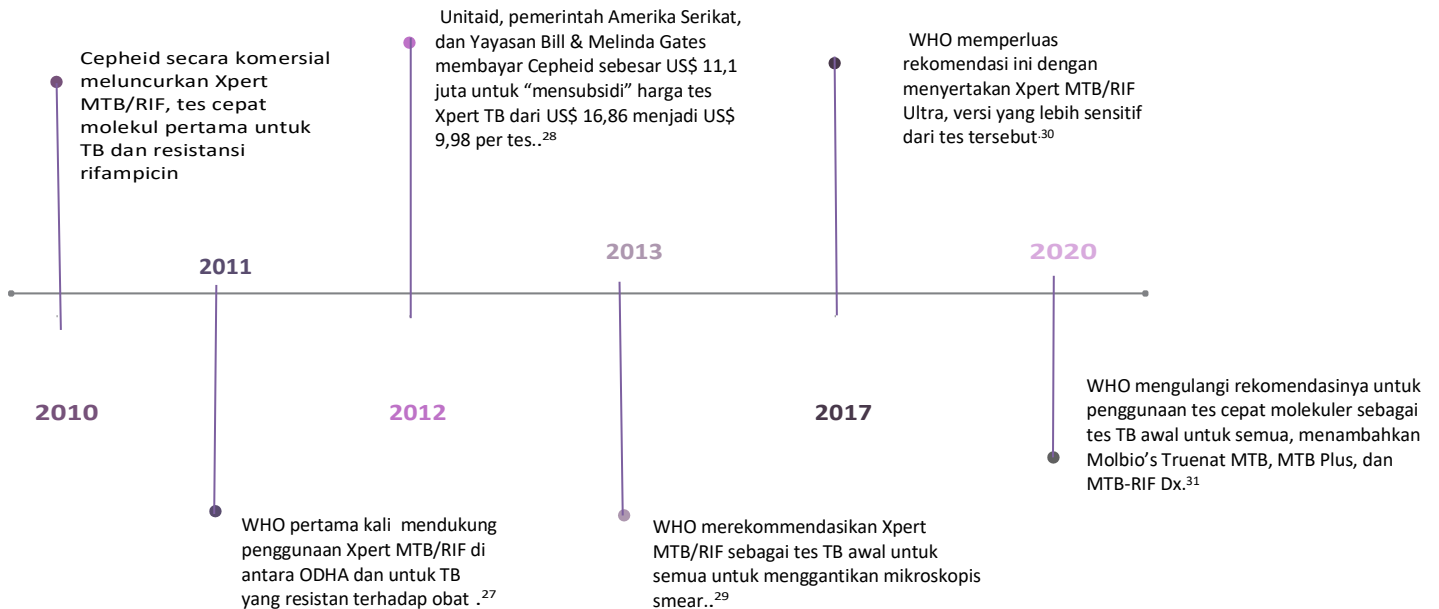 Cepheid secara komersial
meluncurkan Xpert
MTB/RIF, tes cepat
molekul pertama untuk
TB dan resistansi
rifampicin
2010
2011
WHO pertama kali mendukung
penggunaan Xpert MTB/RIF di
antara ODHA dan untuk TB
yang resistan terhadap obat .27
Unitaid, pemerintah Amerika Serikat,
dan Yayasan Bill & Melinda Gates
membayar Cepheid sebesar US$ 11,1
juta untuk “mensubsidi” harga tes
Xpert TB dari US$ 16,86 menjadi US$
9,98 per tes..28
2012
2013
WHO merekommendasikan Xpert
MTB/RIF sebagai tes TB awal untuk
semua untuk menggantikan mikroskopis
smear..29
WHO memperluas
rekomendasi ini dengan
menyertakan Xpert MTB/RIF
Ultra, versi yang lebih sensitif
dari tes tersebut.30
2017
2020
WHO mengulangi rekomendasinya untuk
penggunaan tes cepat molekuler sebagai
tes TB awal untuk semua, menambahkan
Molbio’s Truenat MTB, MTB Plus, dan
MTB-RIF Dx.31